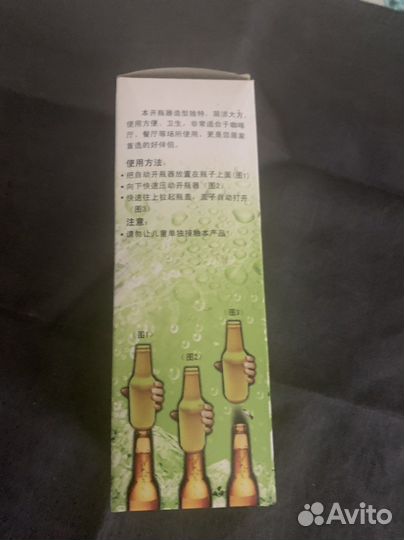 本开瓶器造型独特，简洁大方，
使用方便、卫生，非常适合于咖啡
厅、餐厅等场所使用，更是您居家
首选的好伴侣。
使用方法：
• 把自动开瓶器放置在瓶子上面(图1)
• 向下快速压动开瓶器（图2）
• 快速往上拉起瓶盖，盖子自动打开
（图3）
注意：
• 请勿让儿童单独接触本产品！
（图1）
（图2）
（图3）
Avito